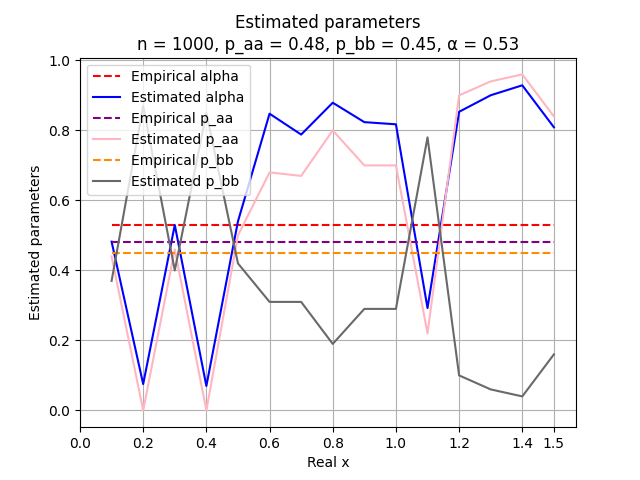 Estimated parameters
n = 1000, p_aa = 0.48, p_bb = 0.45, α = 0.53
Empirical alpha
Estimated alpha
Empirical p_aa
Estimated p_aa
Empirical p_bb
Estimated p_bb
Estimated parameters
1.0
0.8
0.6
0.4
0.2
0.0
0.0 0.2 0.4 0.6 0.8 1.0 1.2 1.4 1.5
Real x